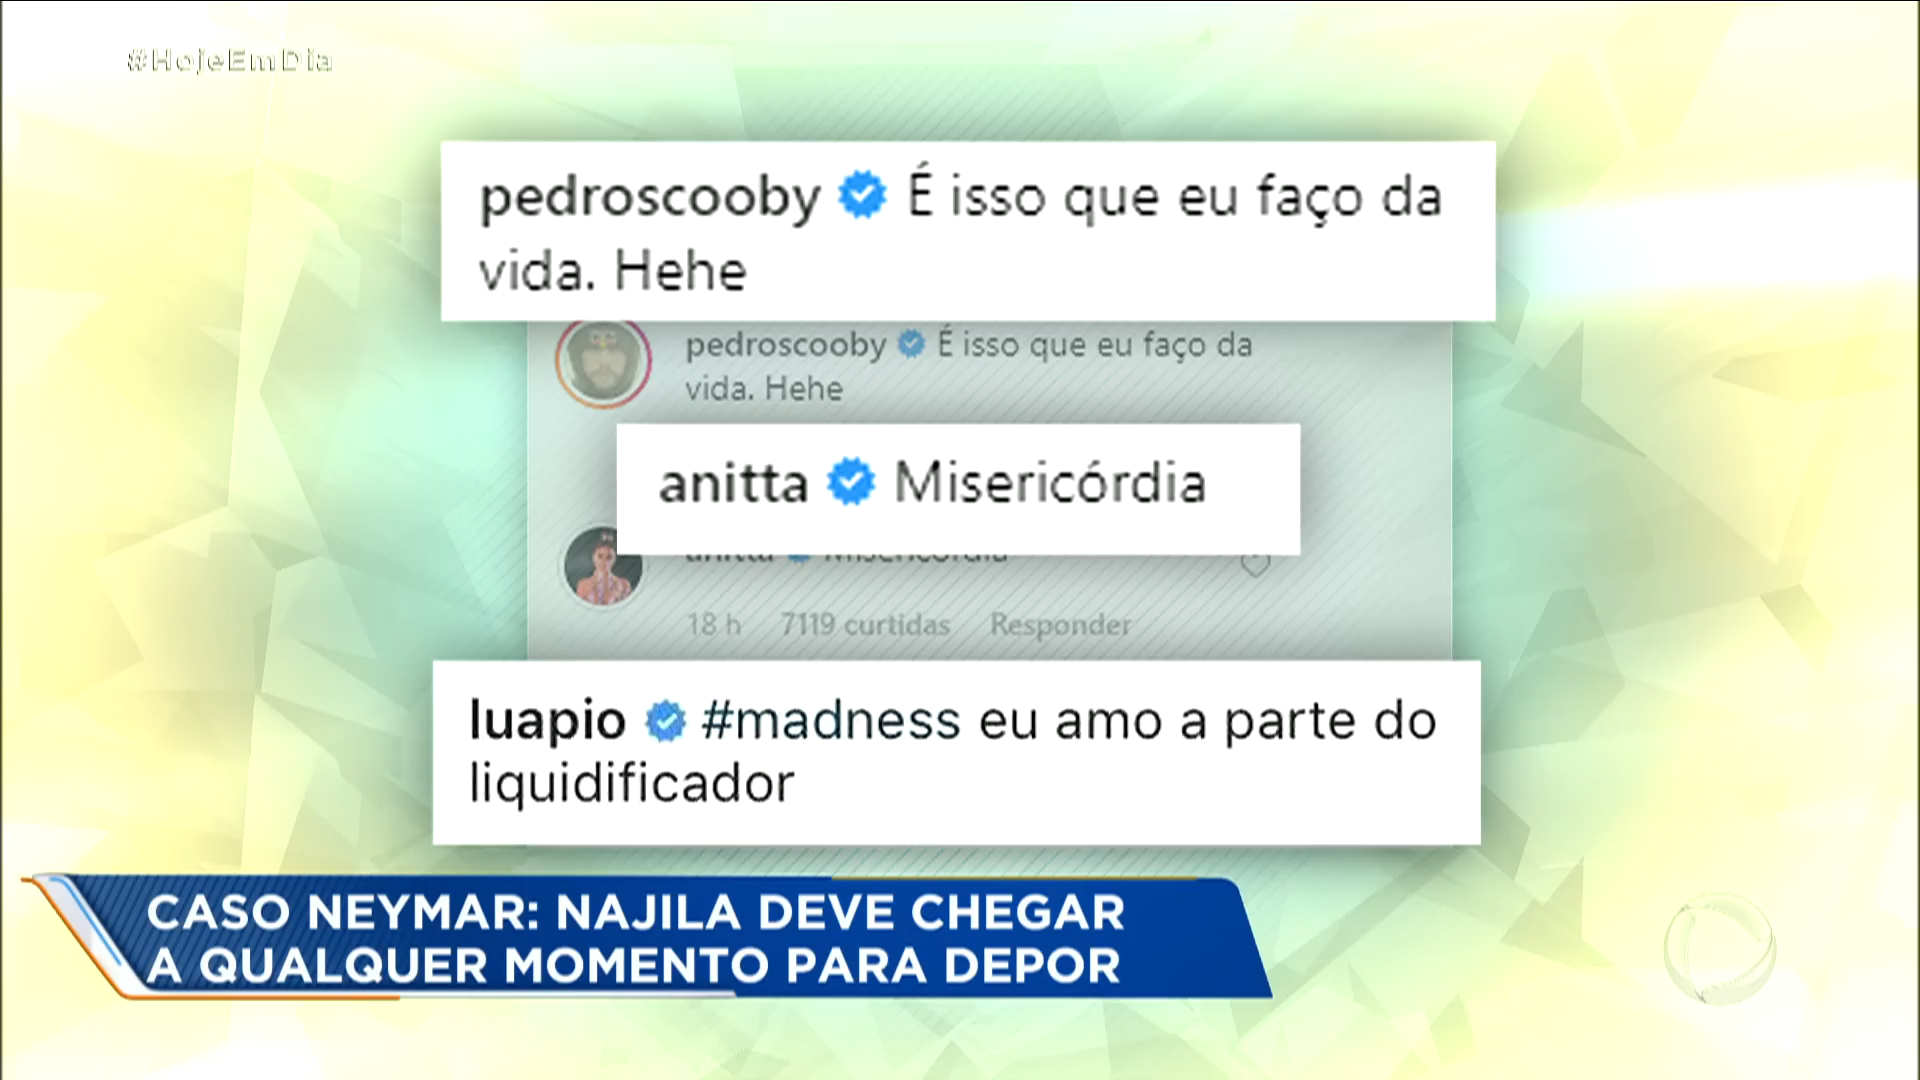 #HojeEmDia
pedroscooby É isso que eu faço da
vida. Hehe
pedroscooby É isso que eu faço da
vida. Hehe
anitta Misericórdia
anitta Misericórdia
18 h 7119 curtidas Responder
luapio #madness eu amo a parte do
liquidificador
CASO NEYMAR: NAJILA DEVE CHEGAR
A QUALQUER MOMENTO PARA DEPOR